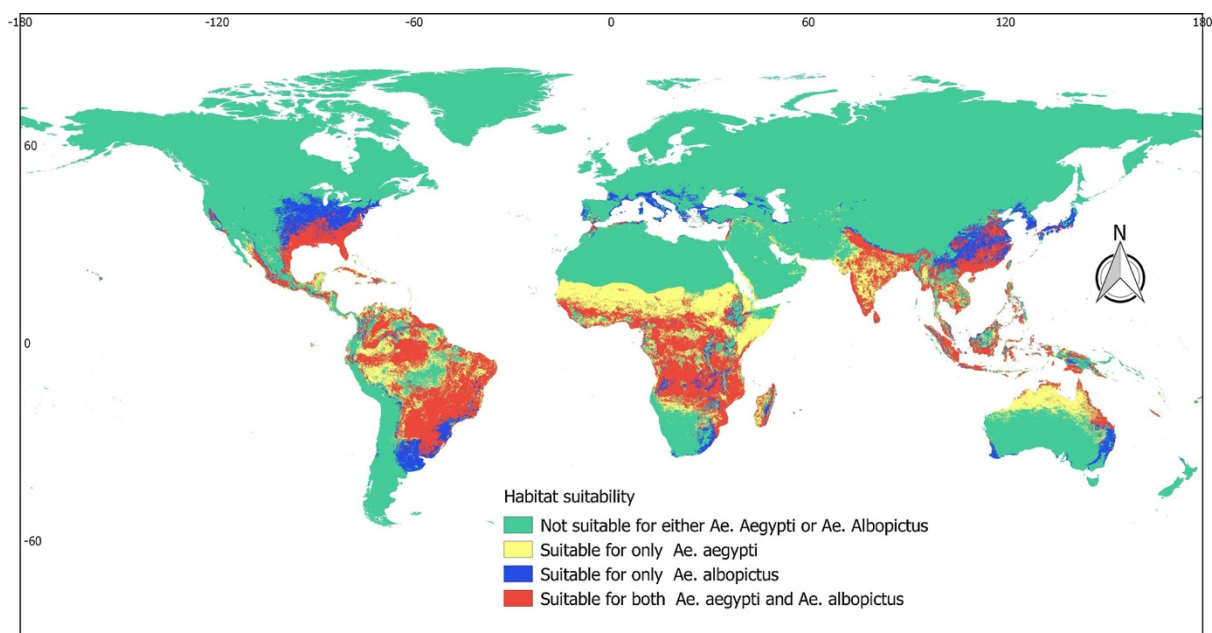 -180 -120 -60 0 60 120 180
60
N
0
Habitat suitability
Not suitable for either Ae. Aegypti or Ae. Albopictus
Suitable for only Ae. aegypti
-60
Suitable for only Ae. albopictus
Suitable for both Ae. aegypti and Ae. albopictus